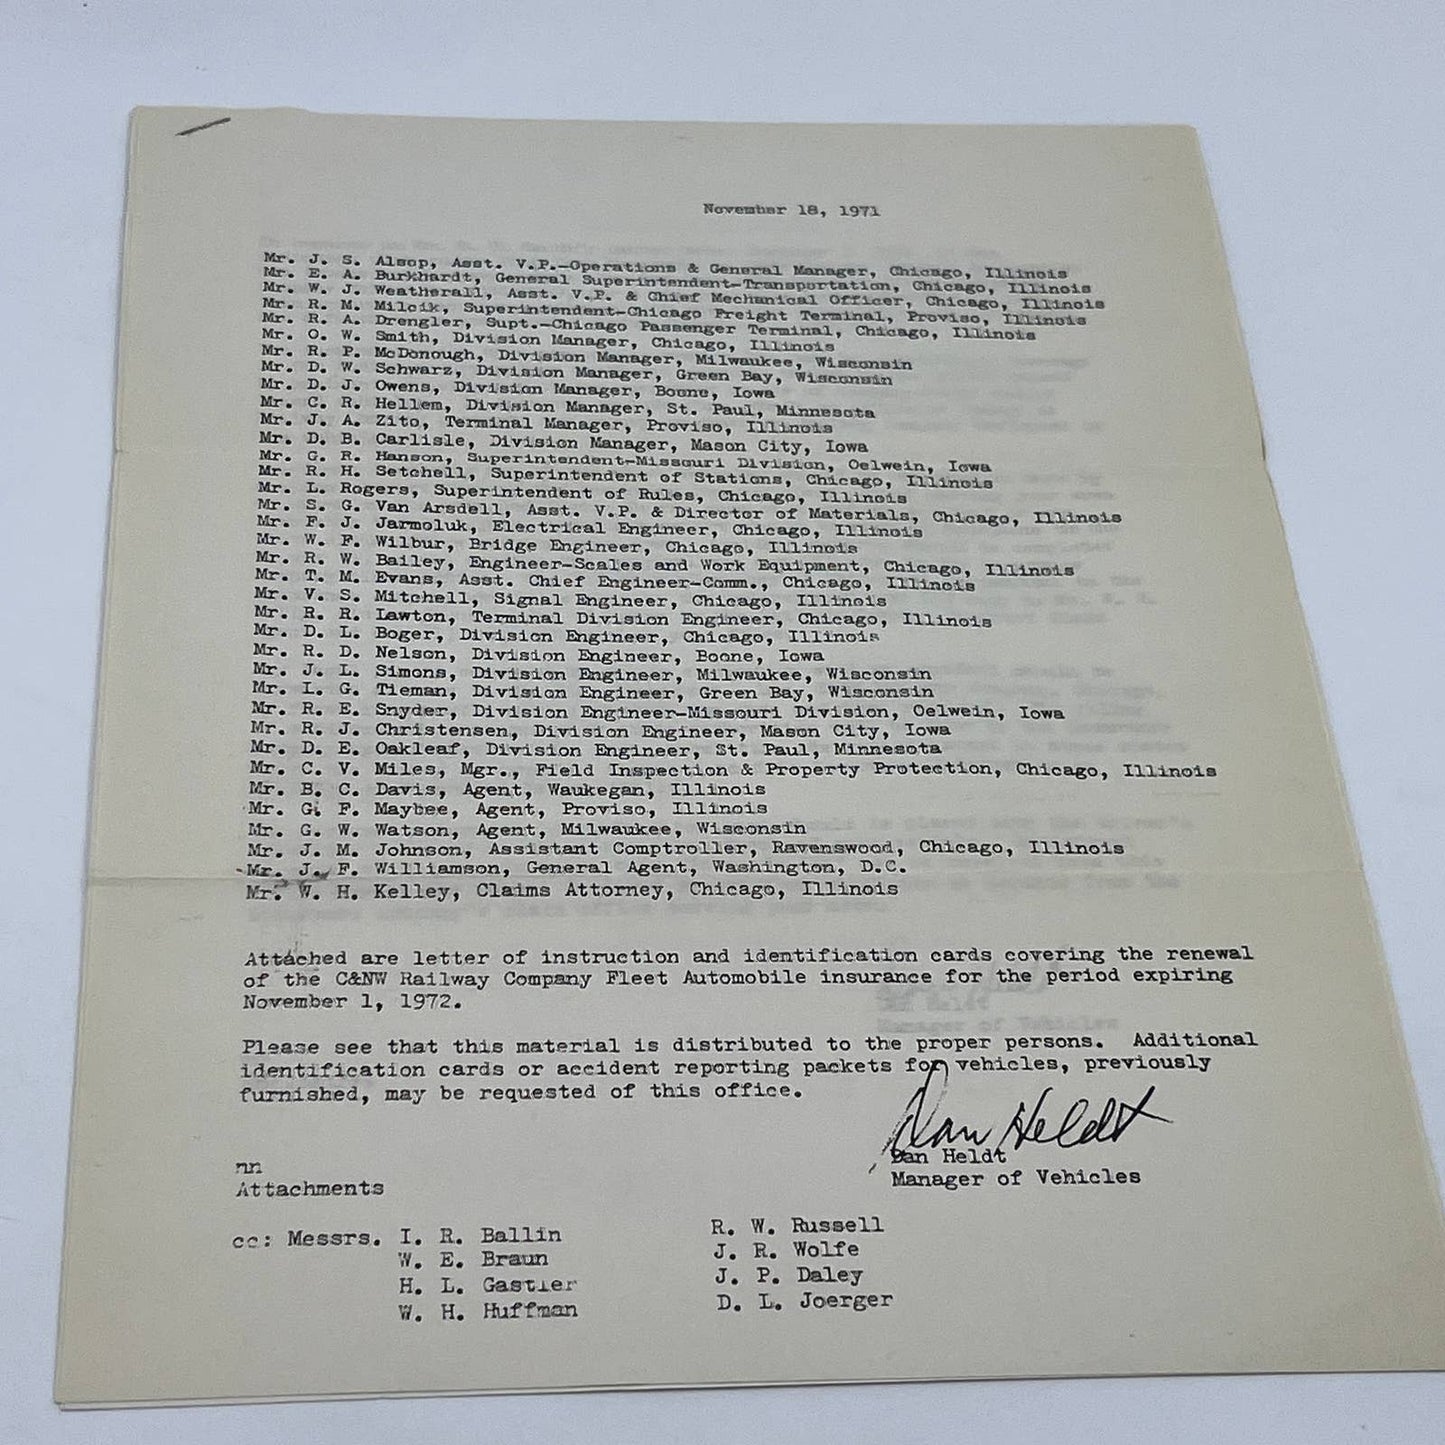 November 18, 1971
Mr. J. S. Alsop, Asst. V.P.-Operations & General Manager, Chicago, Illinois
Mr. E. A. Burkhardt, General Superintendent-Transportation, Chicago, Illinois
Mr. W. J. Weatherall, Asst. V.P. & Chief Mechanical Officer, Chicago, Illinois
Mr. R. M. Milcik, Superintendent-Chicago Freight Terminal, Proviso, Illinois
Mr. R. A. Drengler, Supt.-Chicago Passenger Terminal, Chicago, Illinois
Mr. O. W. Smith, Division Manager, Chicago, Illinois
Mr. R. P. McDonough, Division Manager, Milwaukee, Wisconsin
Mr. D. W. Schwarz, Division Manager, Green Bay, Wisconsin
Mr. D. J. Owens, Division Manager, Boone, Iowa
Mr. C. R. Hellem, Division Manager, St. Paul, Minnesota
Mr. J. A. Zito, Terminal Manager, Proviso, Illinois
Mr. D. B. Carlisle, Division Manager, Mason City, Iowa
Mr. G. R. Hanson, Superintendent-Missouri Division, Oelwein, Iowa
Mr. R. H. Setchell, Superintendent of Stations, Chicago, Illinois
Mr. L. Rogers, Superintendent of Rules, Chicago, Illinois
Mr. S. G. Van Arsdell, Asst. V.P. & Director of Materials, Chicago, Illinois
Mr. F. J. Jarmoluk, Electrical Engineer, Chicago, Illinois
Mr. W. F. Wilbur, Bridge Engineer, Chicago, Illinois
Mr. R. W. Bailey, Engineer-Scales and Work Equipment, Chicago, Illinois
Mr. T. M. Evans, Asst. Chief Engineer-Comm., Chicago, Illinois
Mr. V. S. Mitchell, Signal Engineer, Chicago, Illinois
Mr. R. R. Lawton, Terminal Division Engineer, Chicago, Illinois
Mr. D. L. Boger, Division Engineer, Chicago, Illinois
Mr. R. D. Nelson, Division Engineer, Boone, Iowa
Mr. J. L. Simons, Division Engineer, Milwaukee, Wisconsin
Mr. L. G. Tieman, Division Engineer, Green Bay, Wisconsin
Mr. R. E. Snyder, Division Engineer-Missouri Division, Oelwein, Iowa
Mr. R. J. Christensen, Division Engineer, Mason City, Iowa
Mr. D. E. Oakleaf, Division Engineer, St. Paul, Minnesota
Mr. C. V. Miles, Mgr., Field Inspection & Property Protection, Chicago, Illinois
Mr. B. C. Davis, Agent, Waukegan, Illinois
Mr. G. F. Maybee, Agent, Proviso, Illinois
Mr. G. W. Watson, Agent, Milwaukee, Wisconsin
Mr. J. M. Johnson, Assistant Comptroller, Ravenswood, Chicago, Illinois
Mr. J. F. Williamson, General Agent, Washington, D.C.
Mr. W. H. Kelley, Claims Attorney, Chicago, Illinois
Attached are letter of instruction and identification cards covering the renewal
of the C&NW Railway Company Fleet Automobile insurance for the period expiring
November 1, 1972.
Please see that this material is distributed to the proper persons. Additional
identification cards or accident reporting packets for vehicles, previously
furnished, may be requested of this office.
Dan Heldt
Dan Heldt
Manager of Vehicles
nn
Attachments
cc: Messrs. I. R. Ballin R. W. Russell
W. E. Braun J. R. Wolfe
H. L. Gastler J. P. Daley
W. H. Huffman D. L. Joerger